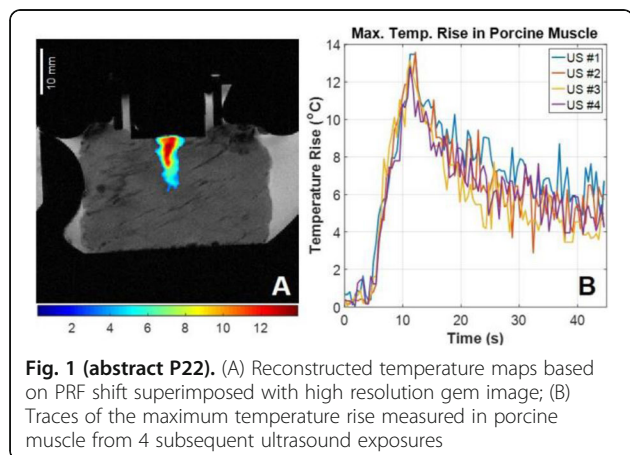 10 mm
A
2 4 6 8 10 12
Max. Temp. Rise in Porcine Muscle
US #1
US #2
US #3
US #4
Temperature Rise (°C)
14
12
10
8
6
4
2
0
0 10 20 30 40
Time (s)
B
Fig. 1 (abstract P22). (A) Reconstructed temperature maps based
on PRF shift superimposed with high resolution gem image; (B)
Traces of the maximum temperature rise measured in porcine
muscle from 4 subsequent ultrasound exposures